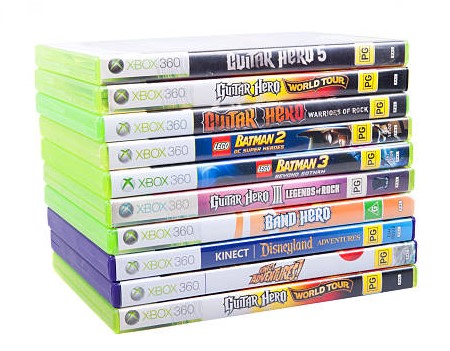 XBOX 360 GUITAR HERO 5 PG
XBOX 360 GUITAR HERO WORLD TOUR PG
XBOX 360 GUITAR HERO WARRIORS OF ROCK PG
XBOX 360 LEGO BATMAN 2 DC SUPER HEROES PG
XBOX 360 LEGO BATMAN 3 BEYOND GOTHAM PG
XBOX 360 GUITAR HERO III LEGENDS OF ROCK PG
XBOX 360 BAND HERO G
XBOX 360 KINECT Disneyland ADVENTURES PG
XBOX 360 ADVENTURES! PG
XBOX 360 GUITAR HERO WORLD TOUR PG